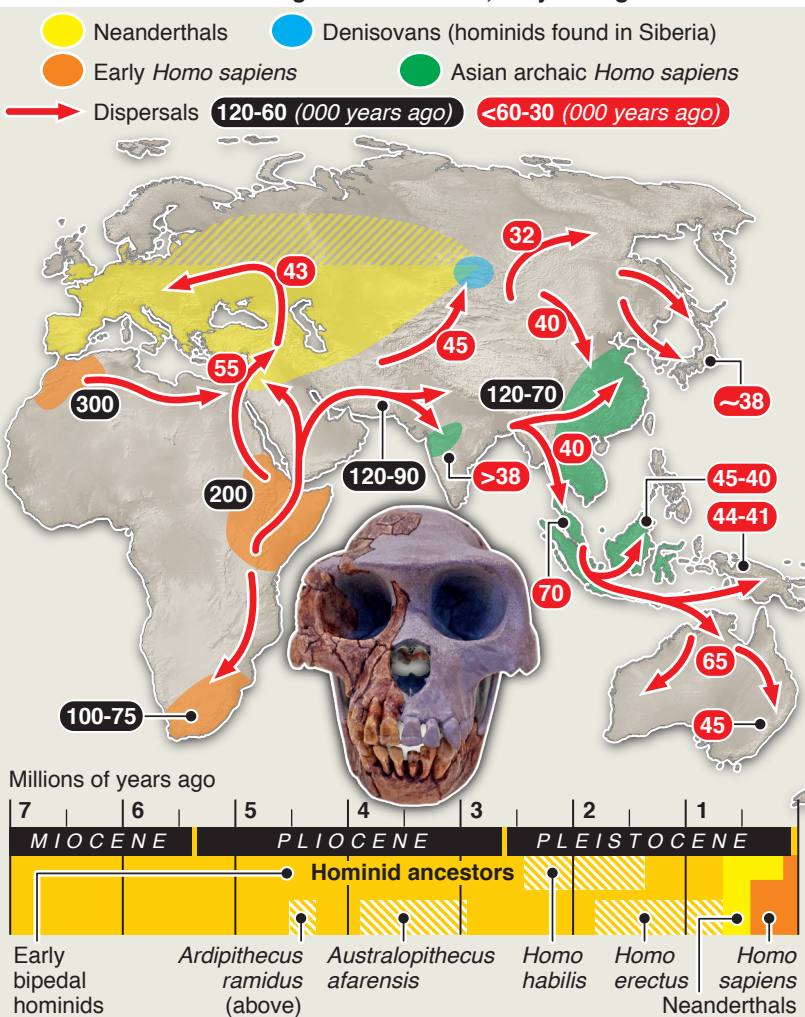 Neanderthals
Denisovans (hominids found in Siberia)
Early Homo sapiens
Asian archaic Homo sapiens
Dispersals
120-60 (000 years ago)
<60-30 (000 years ago)
32
43
40
45
55
300
120-70
~38
200
120-90
>38
40
45-40
44-41
70
65
100-75
45
Millions of years ago
7 6 5 4 3 2 1
MIOCENE PLIOCENE PLEISTOCENE
Hominid ancestors
Early
bipedal
hominids
Ardipithecus
ramidus
(above)
Australopithecus
afarensis
Homo
habilis
Homo
erectus
Homo
sapiens
Neanderthals